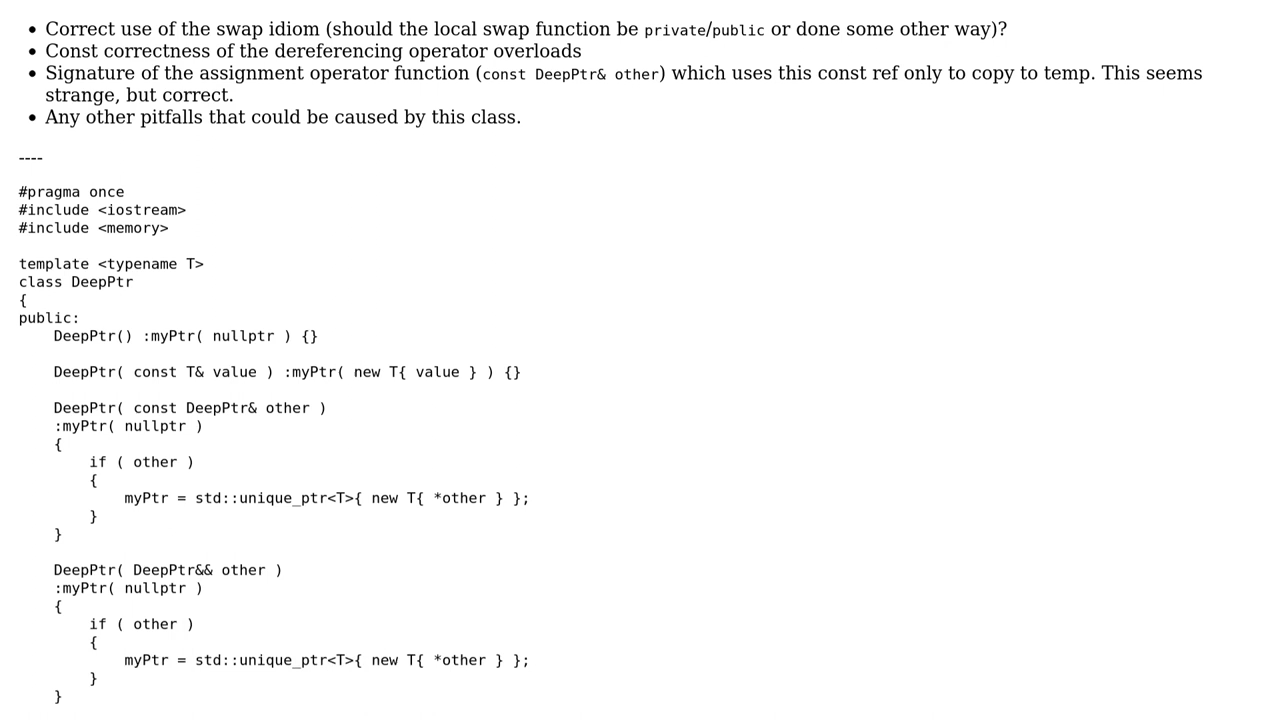 • Correct use of the swap idiom (should the local swap function be private/public or done some other way)?
• Const correctness of the dereferencing operator overloads
• Signature of the assignment operator function (const DeepPtr& other) which uses this const ref only to copy to temp. This seems
strange, but correct.
• Any other pitfalls that could be caused by this class.
----
#pragma once
#include <iostream>
#include <memory>
template <typename T>
class DeepPtr
{
public:
    DeepPtr() :myPtr( nullptr ) {}
    DeepPtr( const T& value ) :myPtr( new T{ value } ) {}
    DeepPtr( const DeepPtr& other )
    :myPtr( nullptr )
    {
        if ( other )
        {
            myPtr = std::unique_ptr<T>{ new T{ *other } };
        }
    }
    DeepPtr( DeepPtr&& other )
    :myPtr( nullptr )
    {
        if ( other )
        {
            myPtr = std::unique_ptr<T>{ new T{ *other } };
        }
    }